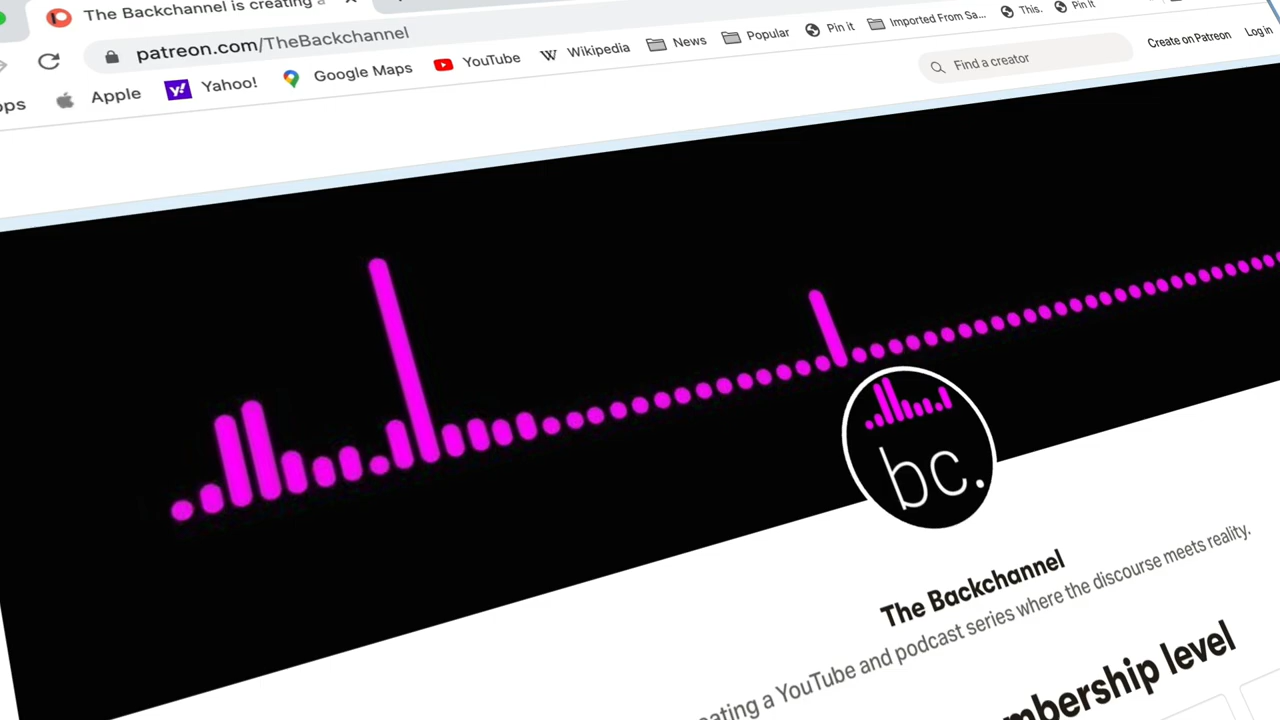 The Backchannel is creating a
patreon.com/TheBackchannel
Apple Yahoo! Google Maps YouTube Wikipedia News Popular Pin it Imported From Sa... This. Pin it
Find a creator
Create on Patreon Log in
bc.
The Backchannel
eating a YouTube and podcast series where the discourse meets reality.
mbership level